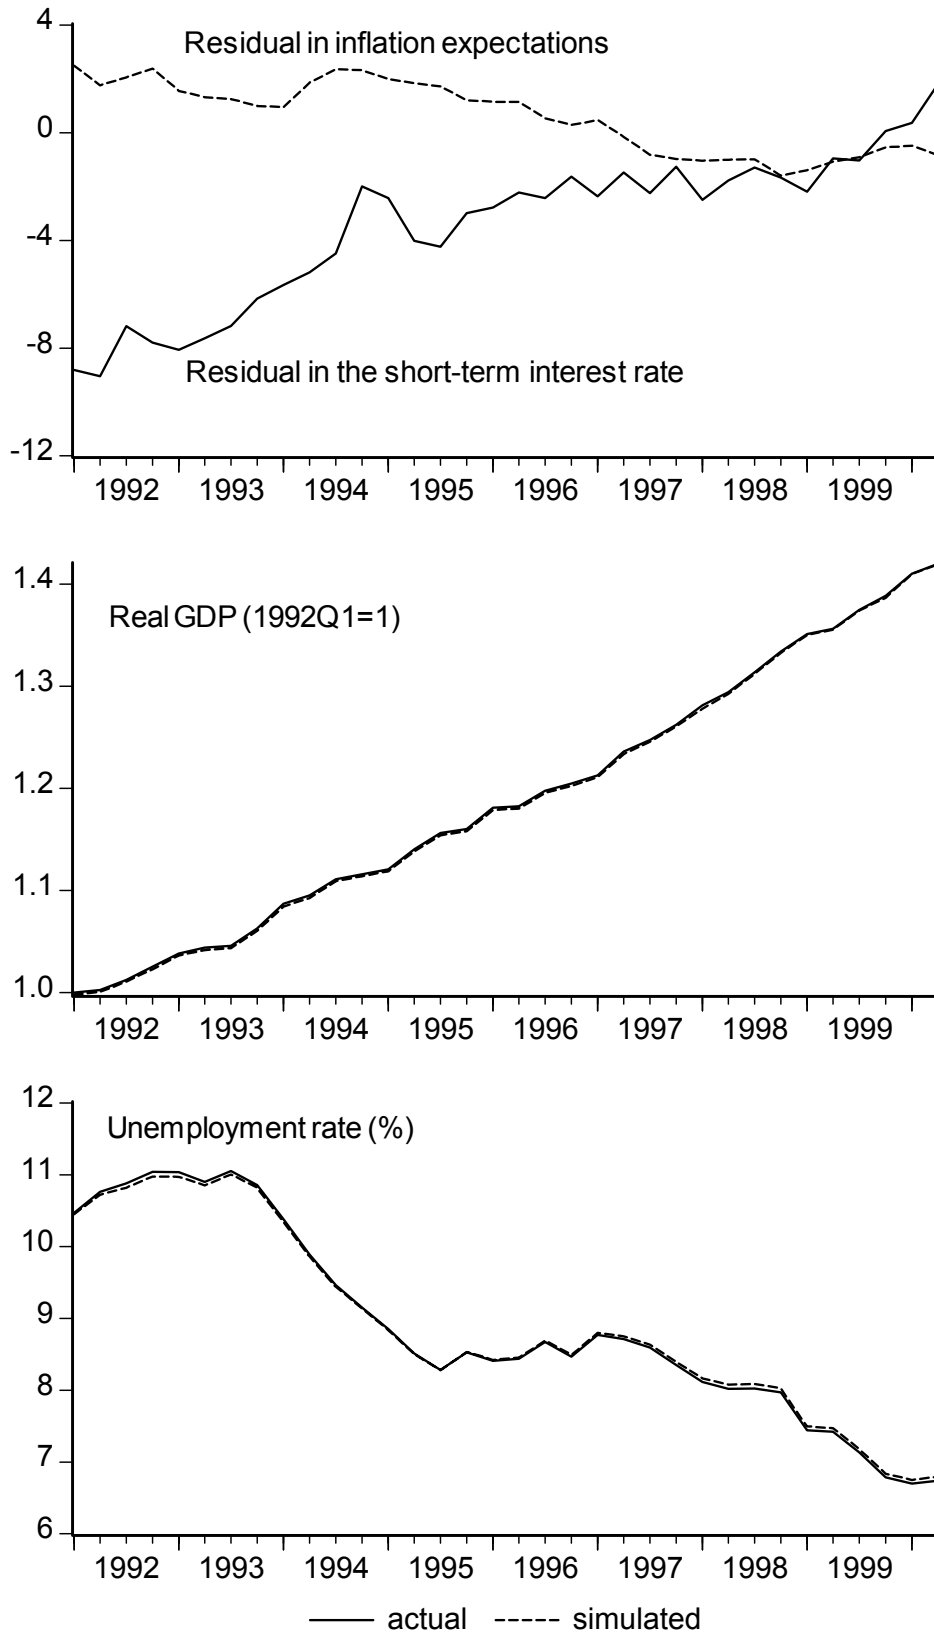 Residual in inflation expectations
4
0
-4
-8
-12
Residual in the short-term interest rate
1992 1993 1994 1995 1996 1997 1998 1999
Real GDP (1992Q1=1)
1.4
1.3
1.2
1.1
1.0
1992 1993 1994 1995 1996 1997 1998 1999
Unemployment rate (%)
12
11
10
9
8
7
6
1992 1993 1994 1995 1996 1997 1998 1999
actual simulated